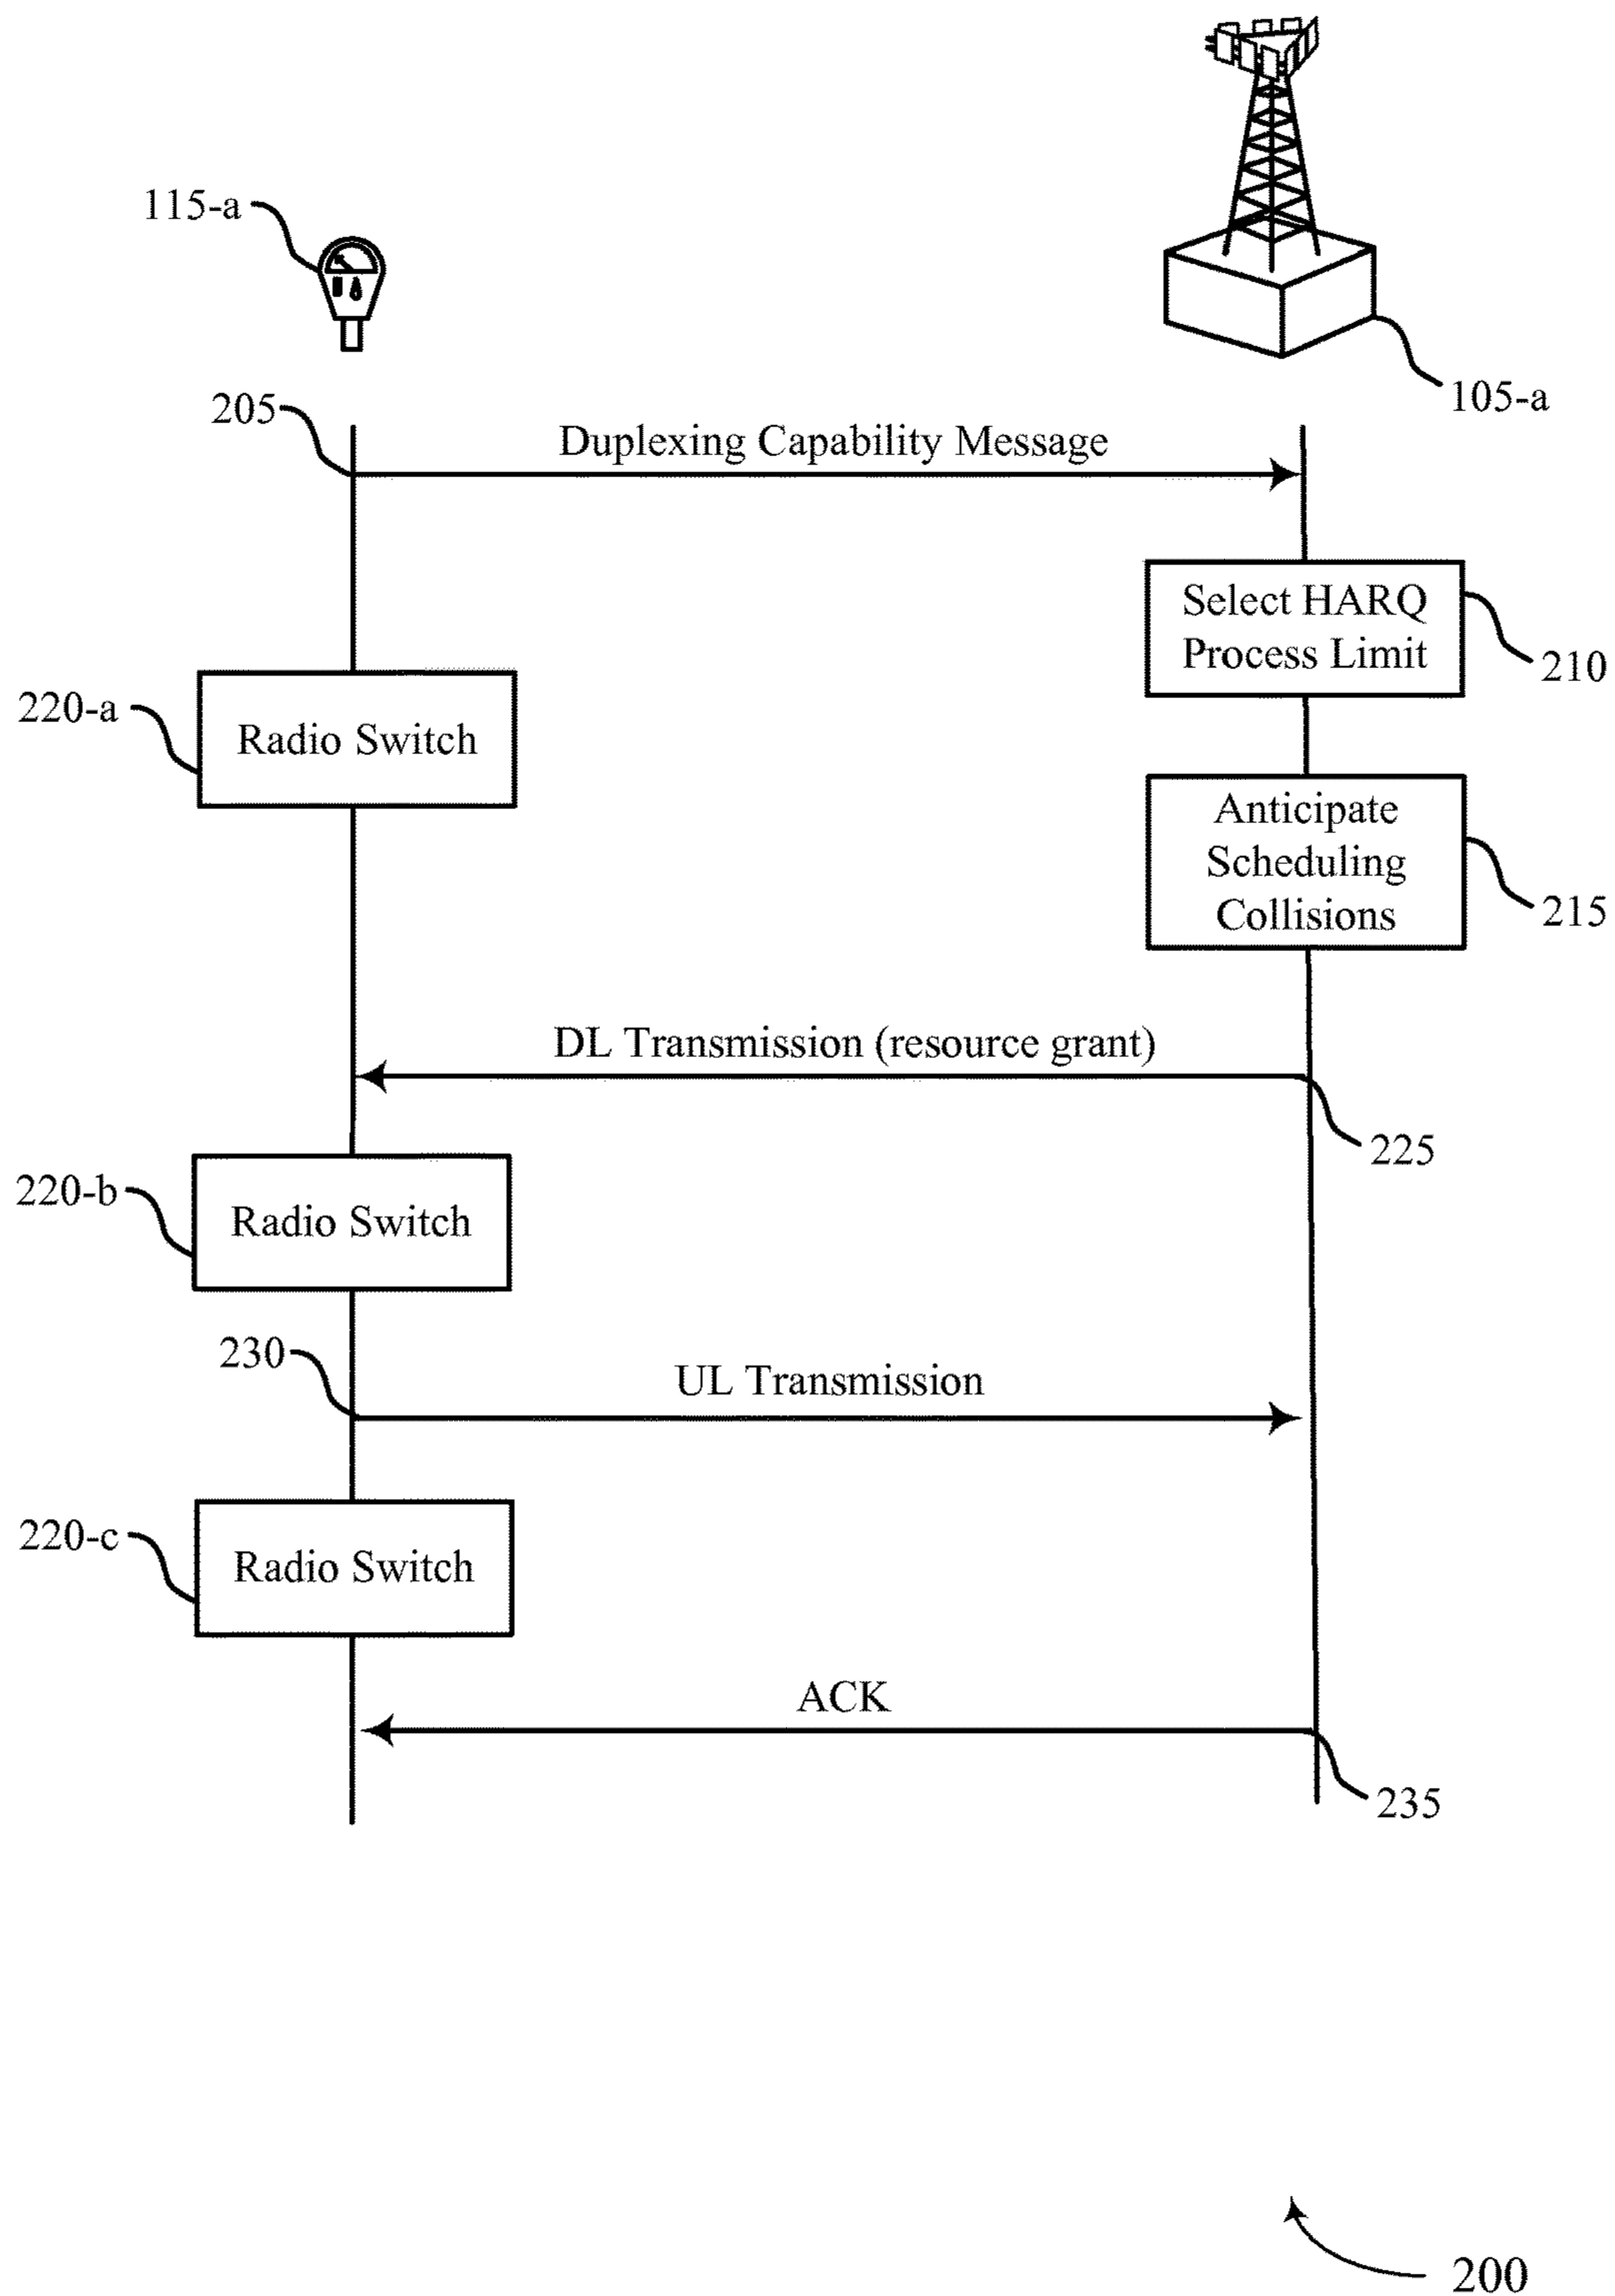 115-a
105-a
205
Duplexing Capability Message
Select HARQ
Process Limit
210
220-a
Radio Switch
Anticipate
Scheduling
Collisions
215
DL Transmission (resource grant)
225
220-b
Radio Switch
230
UL Transmission
220-c
Radio Switch
ACK
235
200